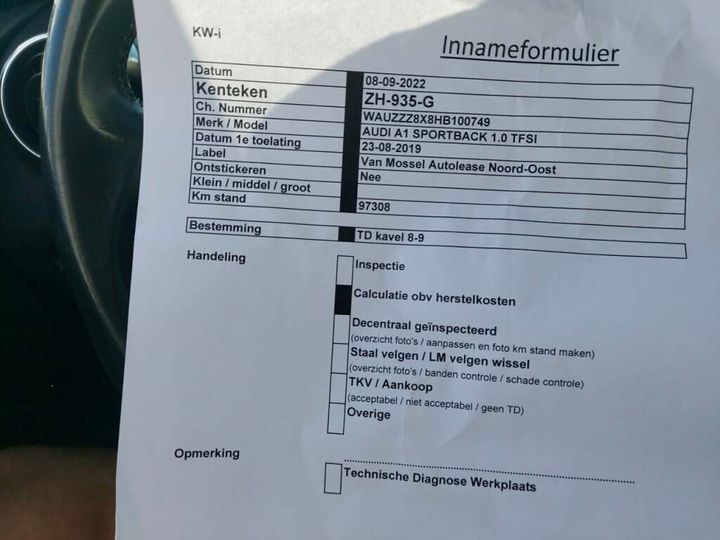 KW-i
Innameformulier
Datum 08-09-2022
Kenteken ZH-935-G
Ch. Nummer WAUZZZ8X8HB100749
Merk / Model AUDI A1 SPORTBACK 1.0 TFSI
Datum 1e toelating 23-08-2019
Label Van Mossel Autolease Noord-Oost
Ontstickeren Nee
Klein / middel / groot
Km stand 97308
Bestemming TD kavel 8-9
Handeling
Inspectie
Calculatie obv herstelkosten
Decentraal geïnspecteerd
(overzicht foto's / aanpassen en foto km stand maken)
Staal velgen / LM velgen wissel
(overzicht foto's / banden controle / schade controle)
TKV / Aankoop
(acceptabel / niet acceptabel / geen TD)
Overige
Opmerking
Technische Diagnose Werkplaats